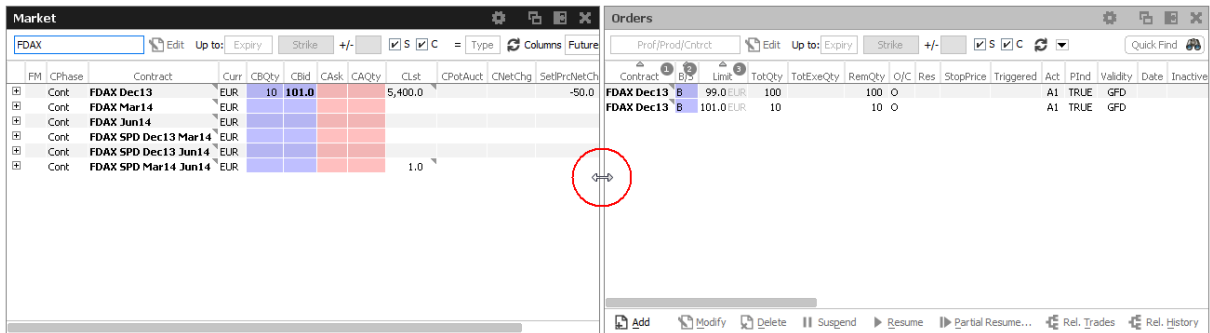 Market
FDAX Edit Up to: Expiry Strike +/- S C = Type Columns Future
FM CPhase Contract Curr CBQty CBid CAsk CAQty CLst CPotAuct CNetChg SetlPrcNetCh
Cont FDAX Dec13 EUR 10 101.0 5,400.0 -50.0
Cont FDAX Mar14 EUR
Cont FDAX Jun14 EUR
Cont FDAX SPD Dec13 Mar14 EUR
Cont FDAX SPD Dec13 Jun14 EUR
Cont FDAX SPD Mar14 Jun14 EUR 1.0
Orders
Prof/Prod/Cntrct Edit Up to: Expiry Strike +/- S C Quick Find
Contract 1 B/S 2 Limit 3 TotQty TotExeQty RemQty O/C Res StopPrice Triggered Act PInd Validity Date Inactive
FDAX Dec13 B 99.0 EUR 100 100 O A1 TRUE GFD
FDAX Dec13 B 101.0 EUR 10 10 O A1 TRUE GFD
Add Modify Delete Suspend Resume Partial Resume... Rel. Trades Rel. History